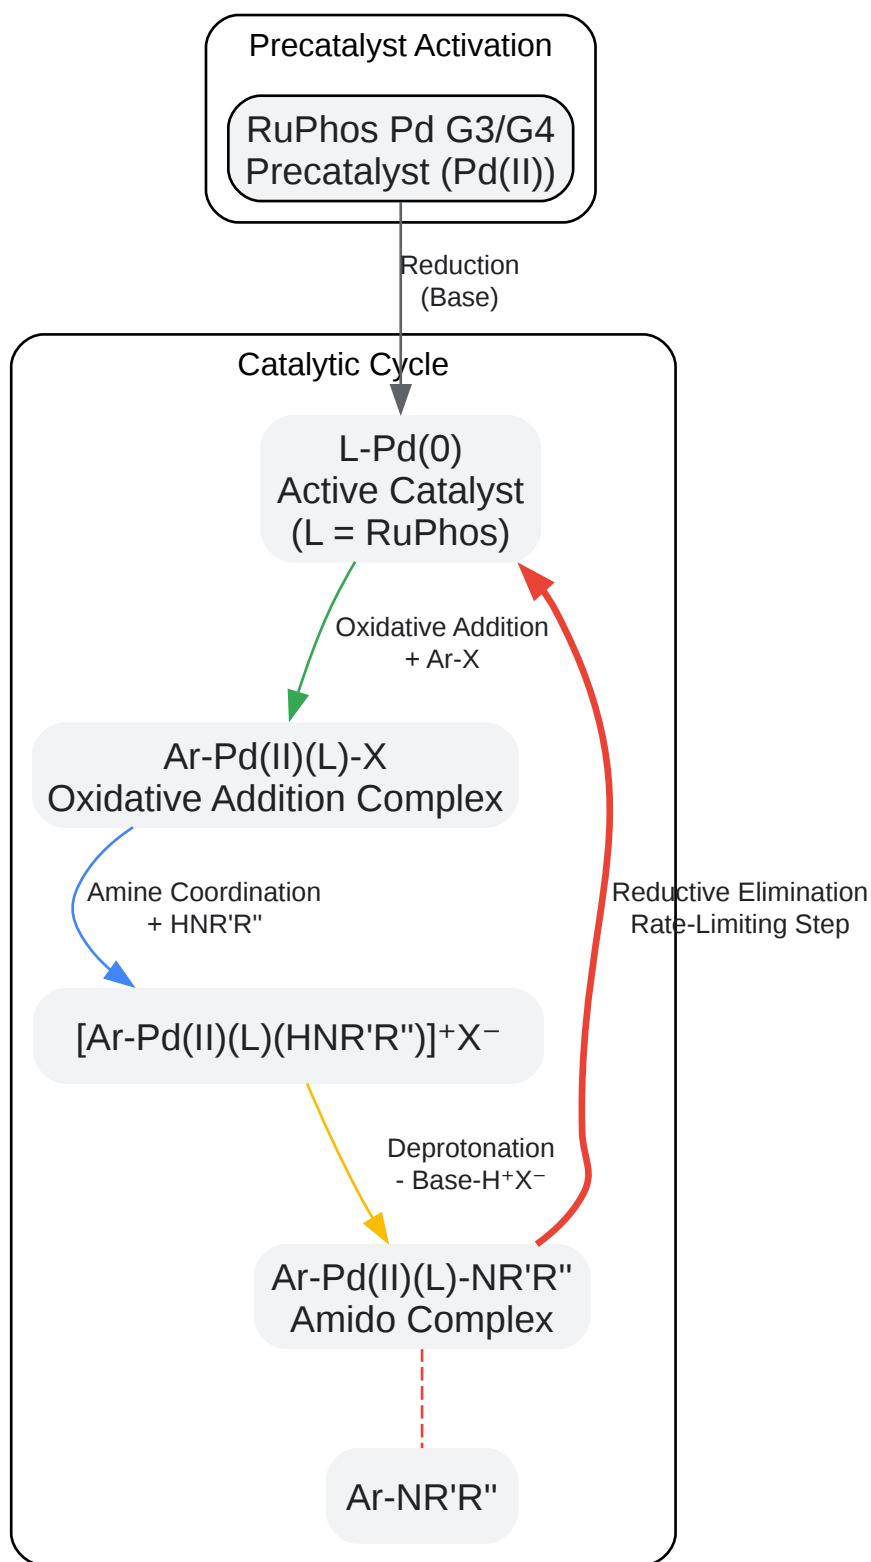 Precatalyst Activation
RuPhos Pd G3/G4
Precatalyst (Pd(II))
Reduction
(Base)
Catalytic Cycle
L-Pd(0)
Active Catalyst
(L = RuPhos)
Oxidative Addition
+ Ar-X
Ar-Pd(II)(L)-X
Oxidative Addition Complex
Amine Coordination
+ HNR'R"
Reductive Elimination
Rate-Limiting Step
[Ar-Pd(II)(L)(HNR'R")]⁺X⁻
Deprotonation
- Base-H⁺X⁻
Ar-Pd(II)(L)-NR'R"
Amido Complex
Ar-NR'R"